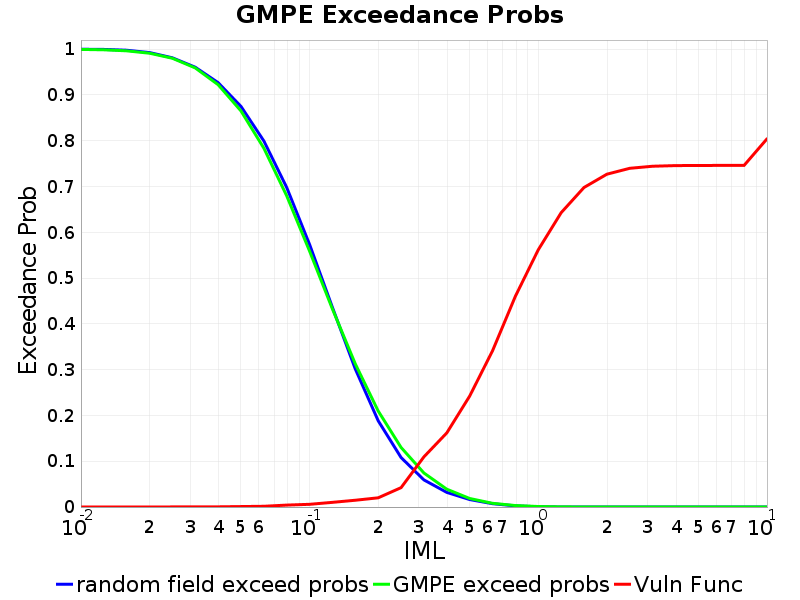 GMPE Exceedance Probs
Exceedance Prob
1
0.9
0.8
0.7
0.6
0.5
0.4
0.3
0.2
0.1
0
10^-2 2 3 4 5 6 10^-1 2 3 4 5 6 7 10^0 2 3 4 5 6 7 10^1
IML
random field exceed probs GMPE exceed probs Vuln Func